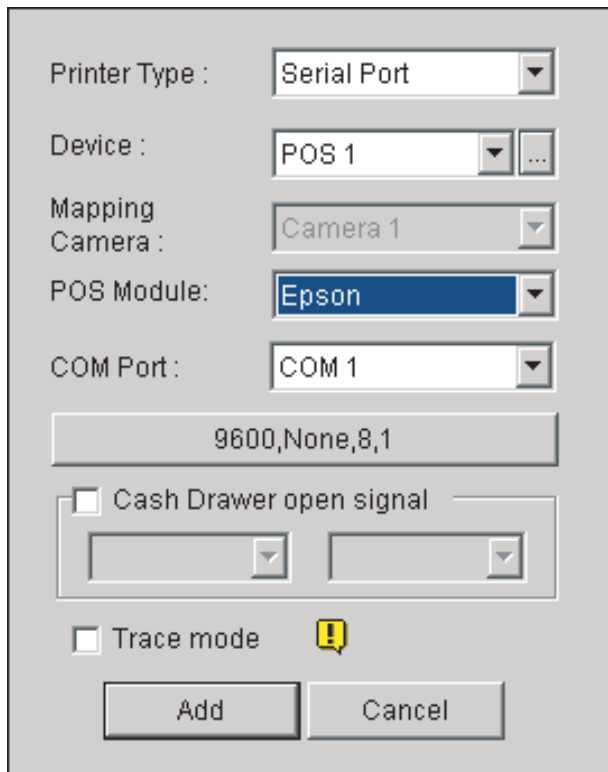 Printer Type : Serial Port
Device : POS 1 ...
Mapping
Camera : Camera 1
POS Module: Epson
COM Port : COM 1
9600,None,8,1
Cash Drawer open signal
Trace mode !
Add Cancel